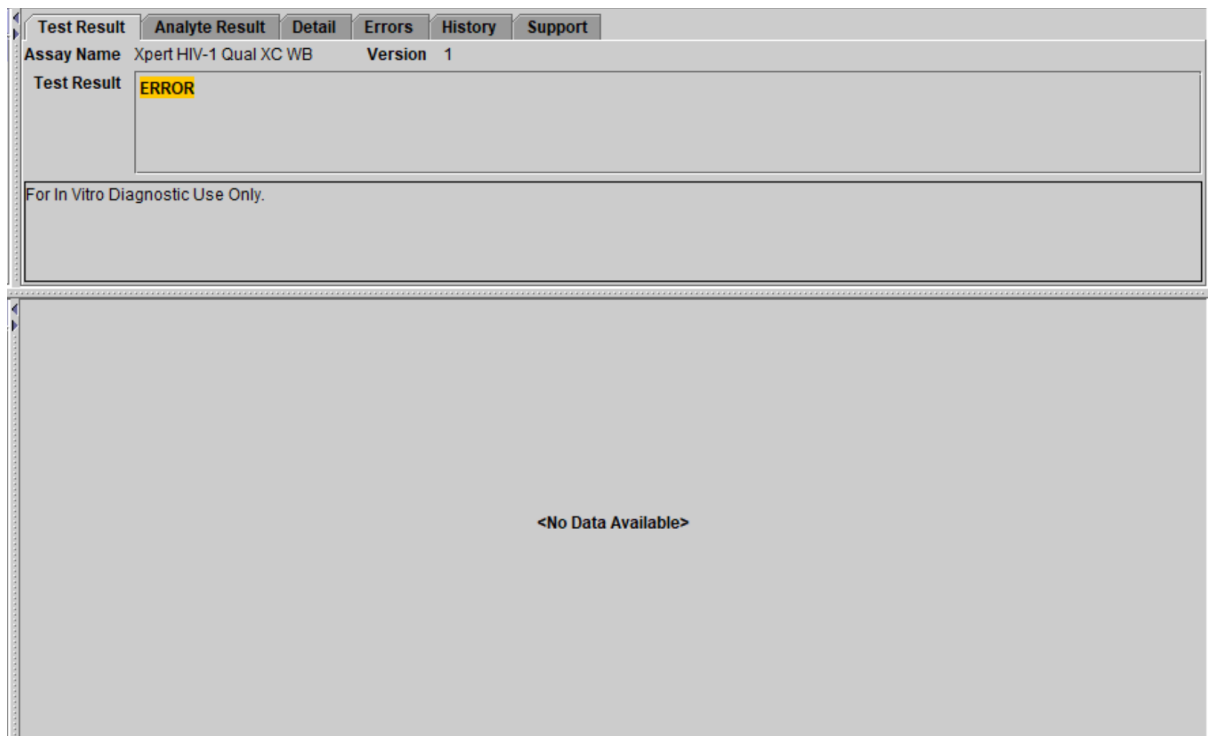 Test Result Analyte Result Detail Errors History Support
Assay Name Xpert HIV-1 Qual XC WB Version 1
Test Result ERROR
For In Vitro Diagnostic Use Only.
<No Data Available>